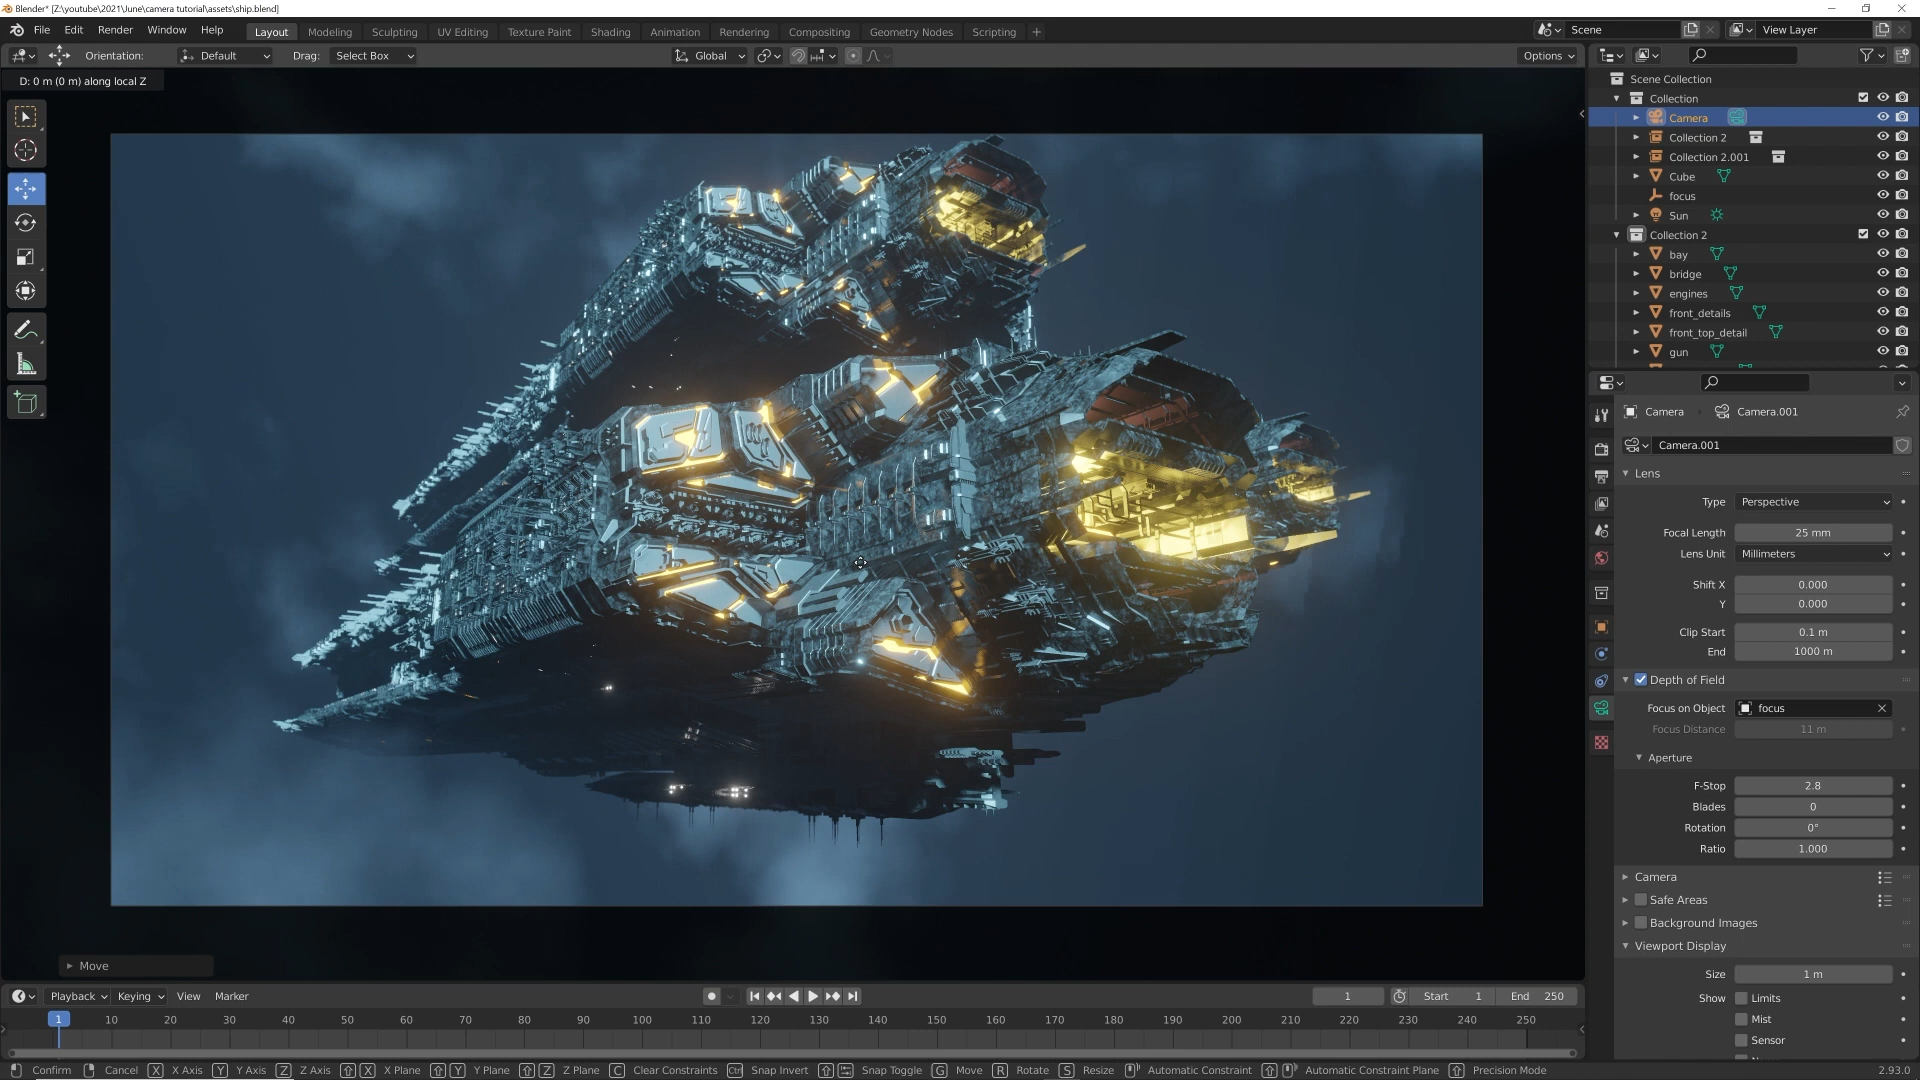 Blender* [Z:\youtube\2021\June\camera tutorial\assets\ship.blend]
File Edit Render Window Help Layout Modeling Sculpting UV Editing Texture Paint Shading Animation Rendering Compositing Geometry Nodes Scripting + Scene View Layer
Orientation: Default Drag: Select Box Global Options
D: 0 m (0 m) along local Z
Scene Collection
Collection
Camera
Collection 2
Collection 2.001
Cube
focus
Sun
Collection 2
bay
bridge
engines
front_details
front_top_detail
gun
Camera Camera.001
Camera.001
Lens
Type Perspective
Focal Length 25 mm
Lens Unit Millimeters
Shift X 0.000
Y 0.000
Clip Start 0.1 m
End 1000 m
Depth of Field
Focus on Object focus
Focus Distance 11 m
Aperture
F-Stop 2.8
Blades 0
Rotation 0°
Ratio 1.000
Camera
Safe Areas
Background Images
Viewport Display
Size 1 m
Show Limits
Mist
Sensor
Move
Playback Keying View Marker 1 Start 1 End 250
1 10 20 30 40 50 60 70 80 90 100 110 120 130 140 150 160 170 180 190 200 210 220 230 240 250
Confirm Cancel X X Axis Y Y Axis Z Z Axis X X Plane Y Y Plane Z Z Plane C Clear Constraints Ctrl Snap Invert Snap Toggle G Move R Rotate S Resize Automatic Constraint Automatic Constraint Plane Precision Mode 2.93.0